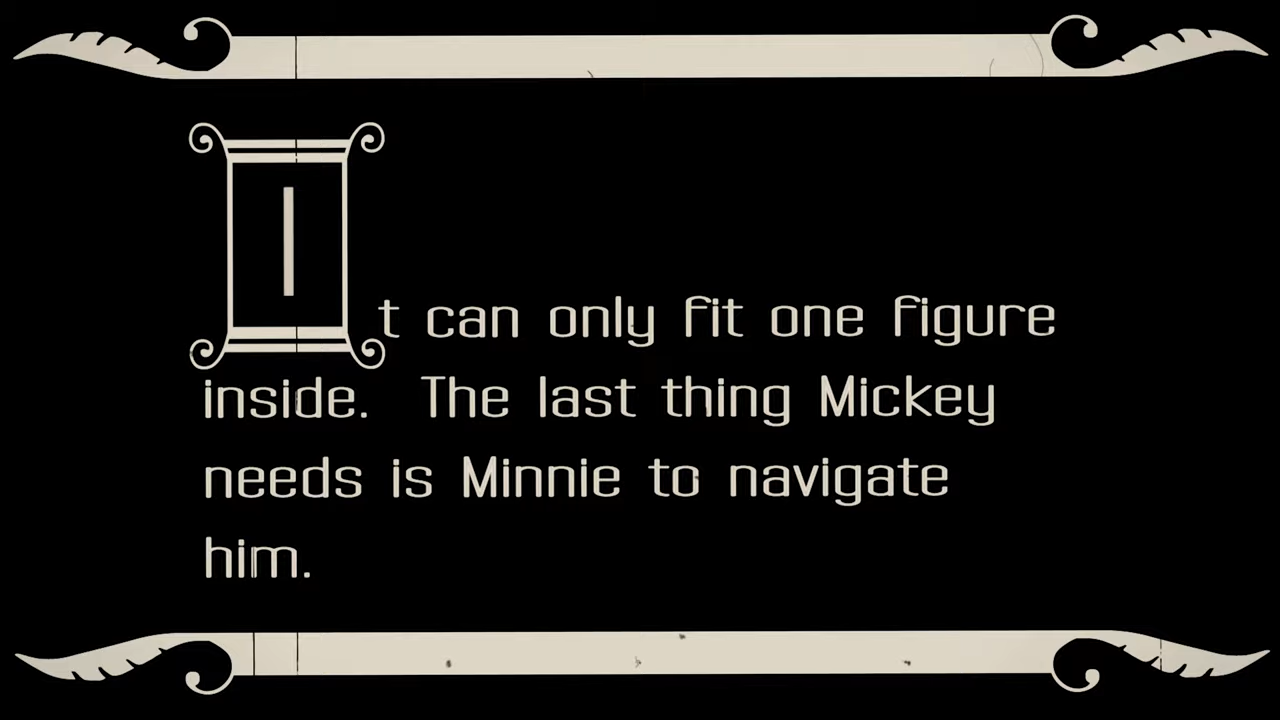 It can only fit one figure
inside. The last thing Mickey
needs is Minnie to navigate
him.